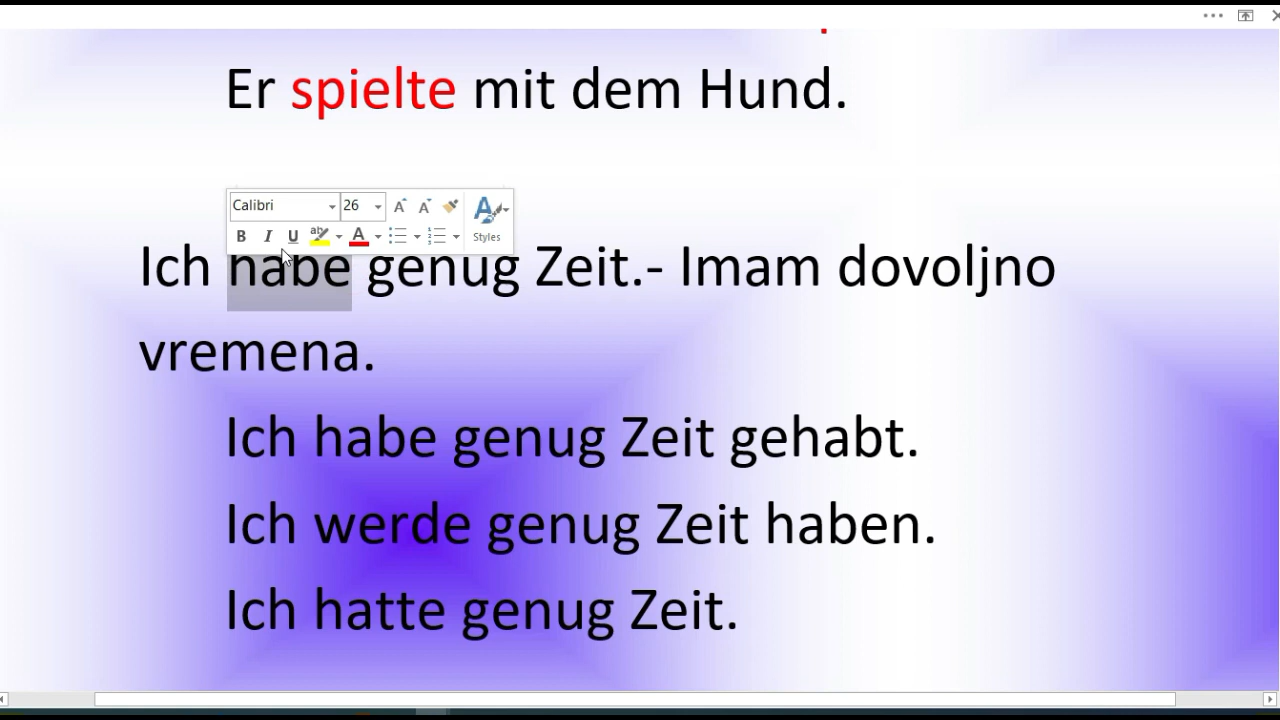 Er spielte mit dem Hund.
Calibri 26
Styles
Ich habe genug Zeit.- Imam dovoljno
vremena.
Ich habe genug Zeit gehabt.
Ich werde genug Zeit haben.
Ich hatte genug Zeit.